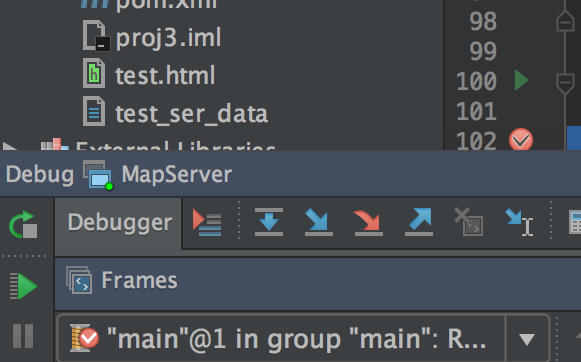 pom.xml
proj3.iml
test.html
test_ser_data
External Libraries
98
99
100
101
102
Debug MapServer
Debugger
Frames
"main"@1 in group "main": R...